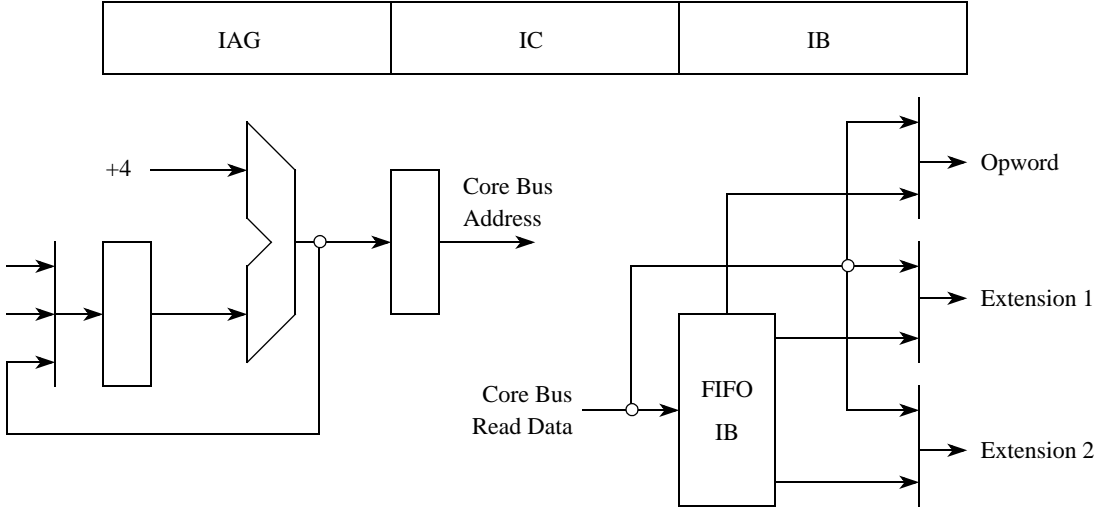 IAG
IC
IB
+4
Core Bus
Address
Opword
Extension 1
Core Bus
Read Data
FIFO
IB
Extension 2